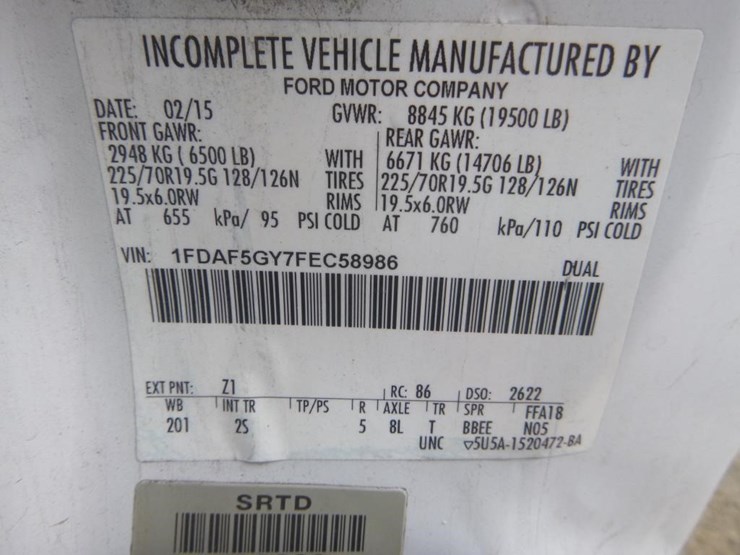 INCOMPLETE VEHICLE MANUFACTURED BY
FORD MOTOR COMPANY
DATE: 02/15 GVWR: 8845 KG (19500 LB)
FRONT GAWR: REAR GAWR:
2948 KG ( 6500 LB) WITH 6671 KG (14706 LB) WITH
225/70R19.5G 128/126N TIRES 225/70R19.5G 128/126N TIRES
19.5x6.0RW RIMS 19.5x6.0RW RIMS
AT 655 kPa/ 95 PSI COLD AT 760 kPa/110 PSI COLD
VIN: 1FDAF5GY7FEC58986 DUAL
EXT PNT: Z1 RC: 86 DSO: 2622
WB INT TR TP/PS R AXLE TR SPR FFA18
201 2S 5 8L T BBEE N05
UNC ▽5U5A-1520472-BA
SRTD